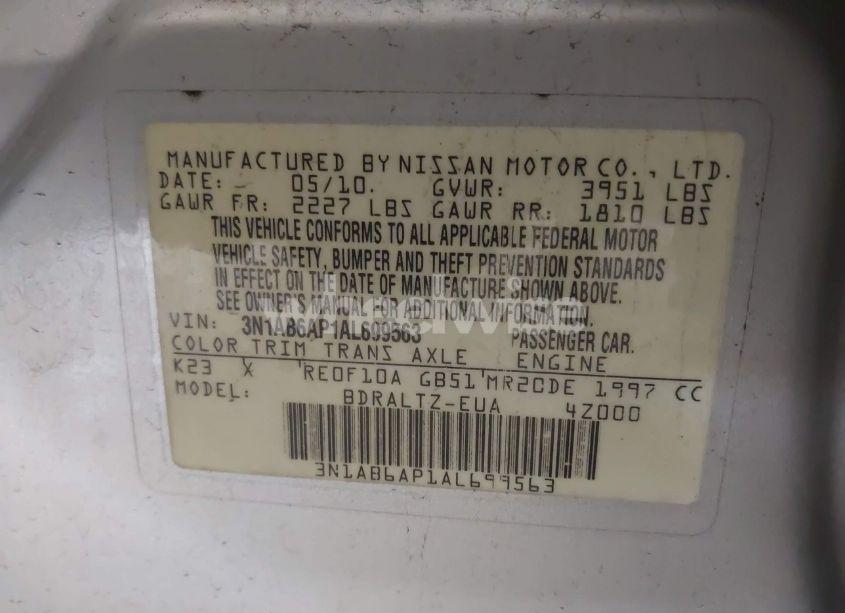 MANUFACTURED BY NISSAN MOTOR CO., LTD.
DATE: 05/10. GVWR: 3951 LBS
GAWR FR: 2227 LBS GAWR RR: 1810 LBS
THIS VEHICLE CONFORMS TO ALL APPLICABLE FEDERAL MOTOR
VEHICLE SAFETY, BUMPER AND THEFT PREVENTION STANDARDS
IN EFFECT ON THE DATE OF MANUFACTURE SHOWN ABOVE.
SEE OWNER'S MANUAL FOR ADDITIONAL INFORMATION.
VIN: 3N1AB6AP1AL699563 PASSENGER CAR.
COLOR TRIM TRANS AXLE ENGINE
K23 X RE0F10A GB51 MR20DE 1997 CC
MODEL: BDRALTZ-EUA 4Z000
3N1AB6AP1AL699563